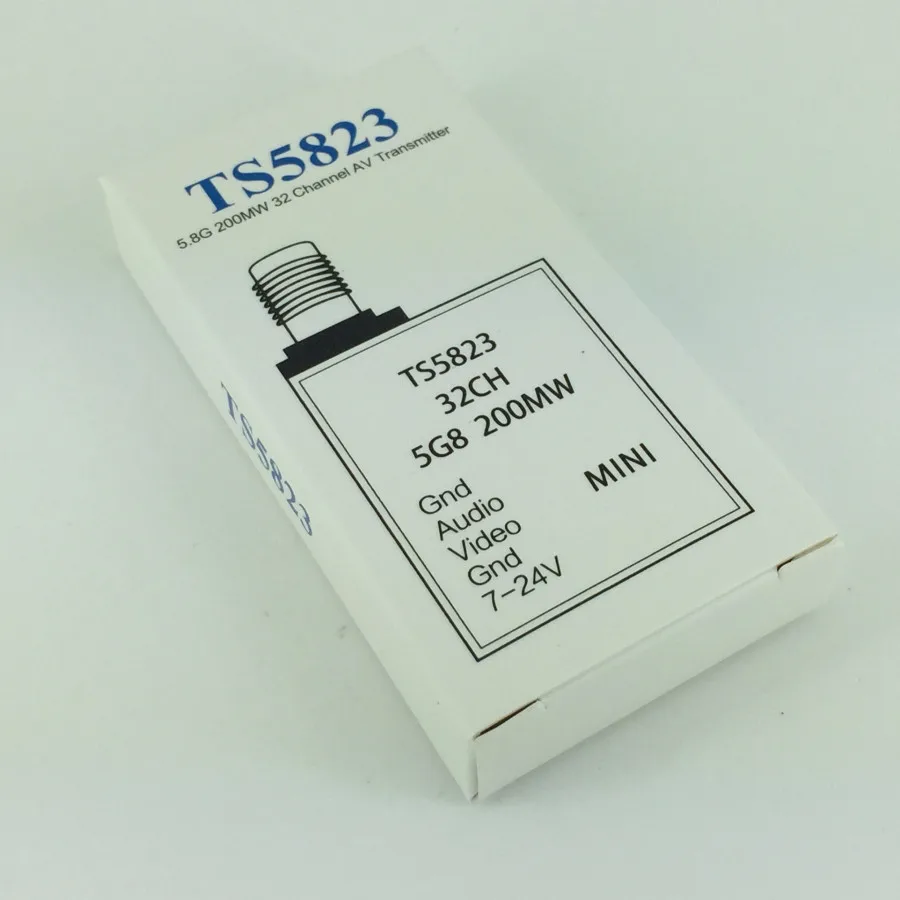 TS5823
5.8G 200MW 32 Channel AV Transmitter
TS5823
32CH
5G8 200MW
MINI
Gnd
Audio
Video
Gnd
7-24V
TS5823